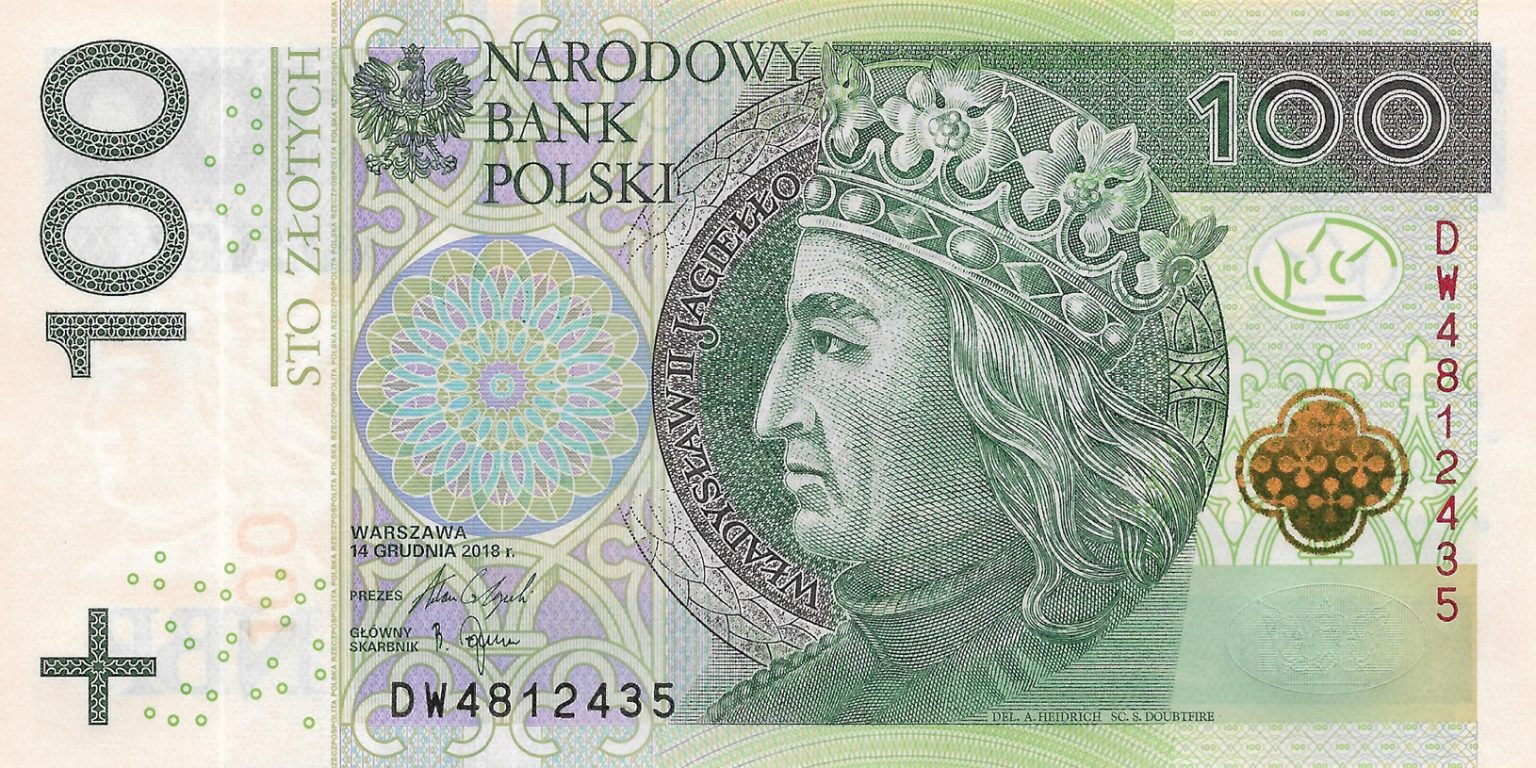 100
STO ZŁOTYCH
NARODOWY
BANK
POLSKI
100
WŁADYSŁAW II JAGIEŁŁO
DW4812435
WARSZAWA
14 GRUDNIA 2018 r.
PREZES
GŁÓWNY
SKARBNIK
DW4812435
DEL. A. HEIDRICH SC. S. DOUBTFIRE
100